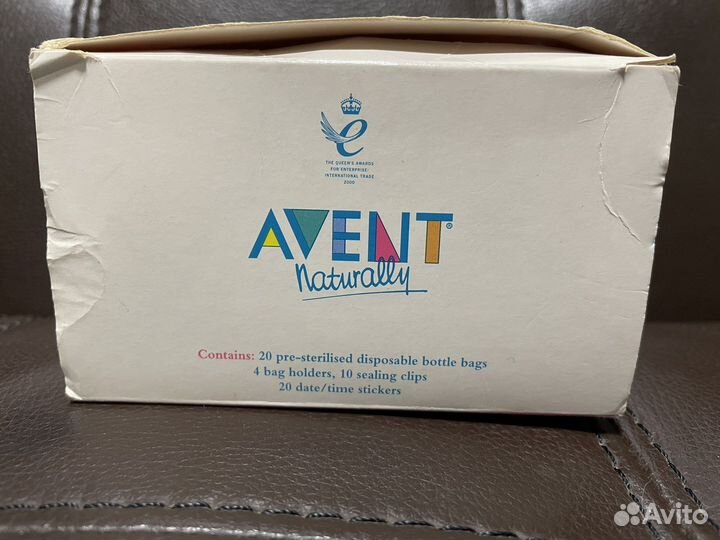 THE QUEEN'S AWARDS
FOR ENTERPRISE:
INTERNATIONAL TRADE
2000
AVENT®
Naturally
Contains: 20 pre-sterilised disposable bottle bags
4 bag holders, 10 sealing clips
20 date/time stickers
Avito